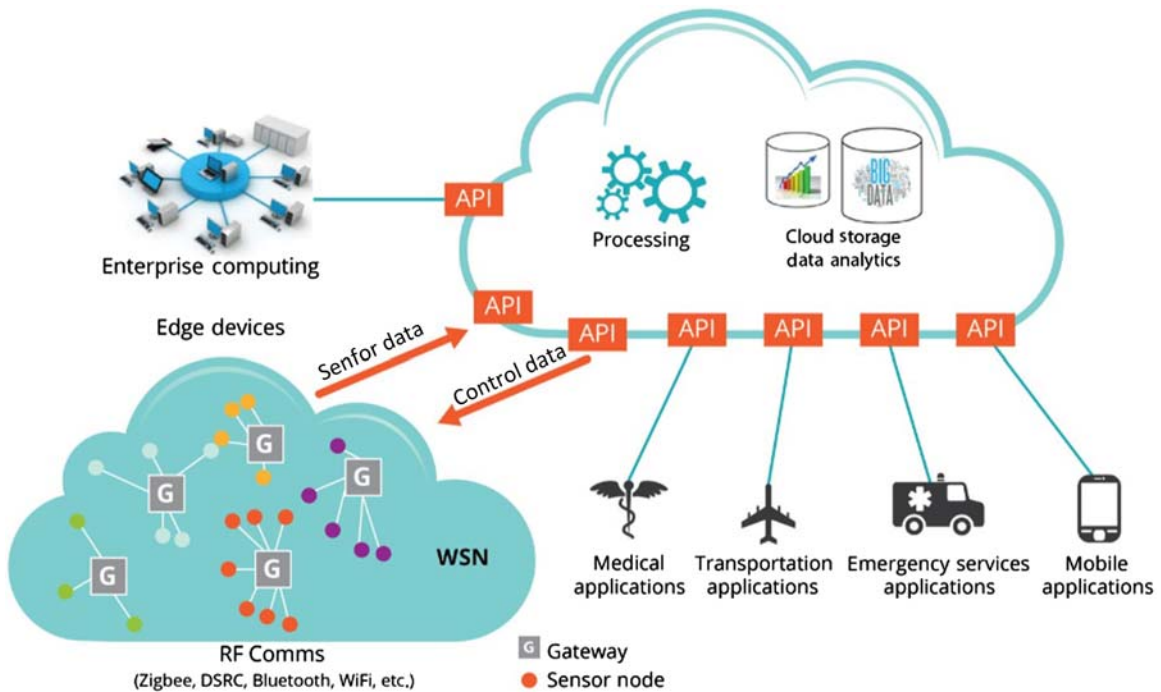 API
Processing
BIG
DATA
Cloud storage
data analytics
Enterprise computing
Edge devices
API
Senfor data
API
Control data
API
API
API
API
G
G
G
G
G
WSN
Medical
applications
Transportation
applications
Emergency services
applications
Mobile
applications
RF Comms
(Zigbee, DSRC, Bluetooth, WiFi, etc.)
G Gateway
Sensor node